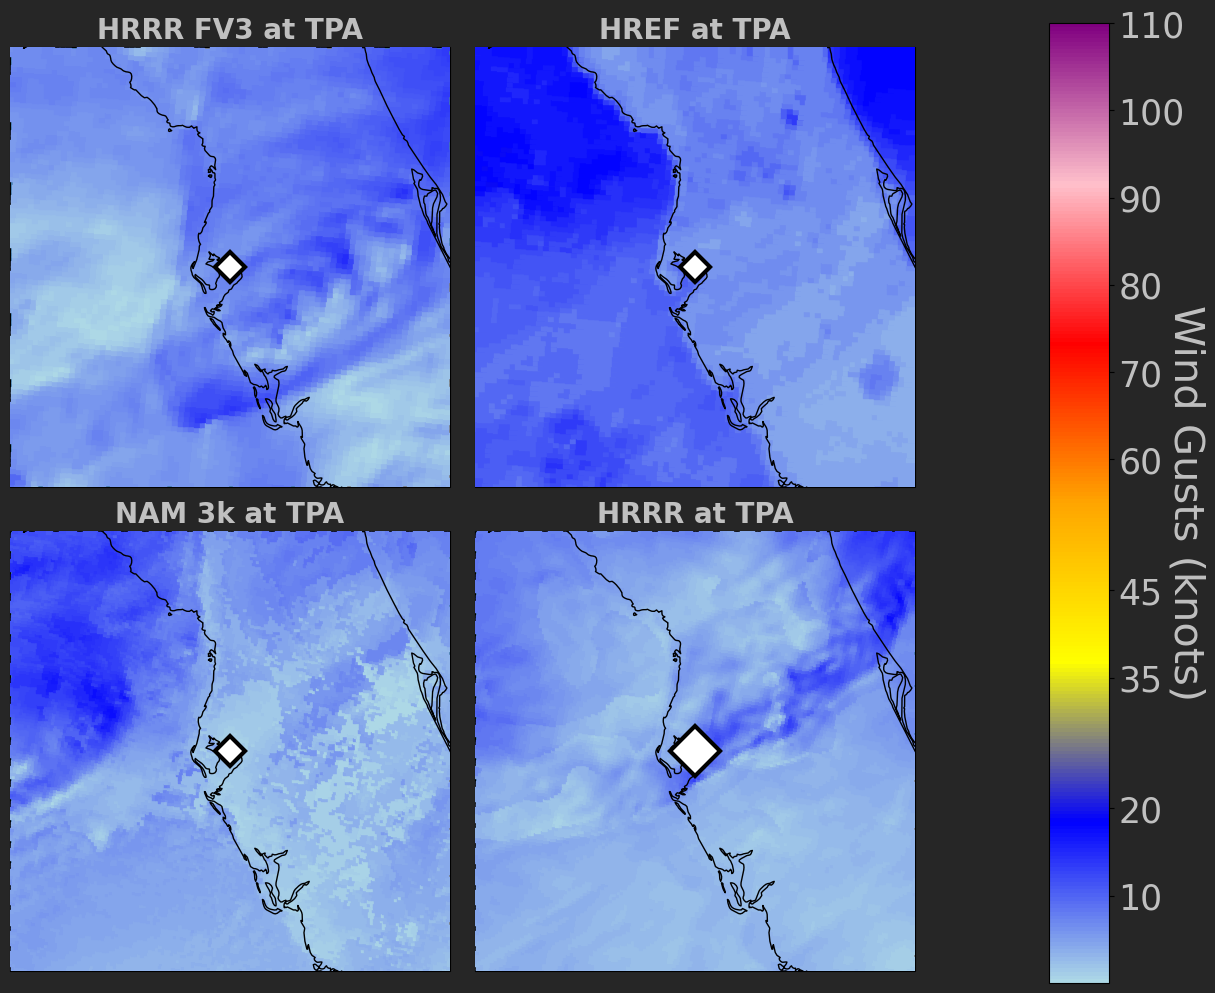 HRRR FV3 at TPA
HREF at TPA
NAM 3k at TPA
HRRR at TPA
110
100
90
80
70
60
45
35
20
10
Wind Gusts (knots)